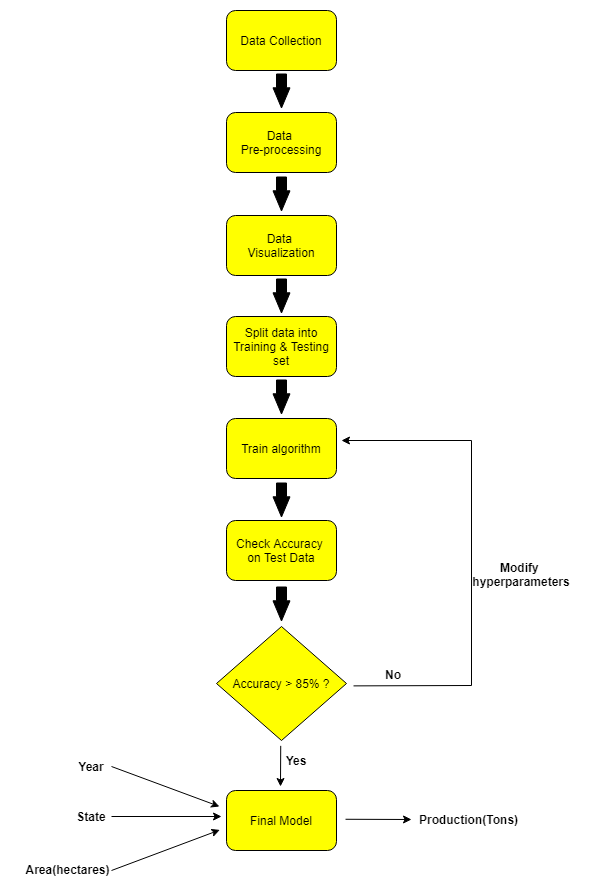 Data Collection
Data
Pre-processing
Data
Visualization
Split data into
Training & Testing
set
Train algorithm
Check Accuracy
on Test Data
Modify
hyperparameters
Accuracy > 85% ?
No
Yes
Year
State
Area(hectares)
Final Model
Production(Tons)